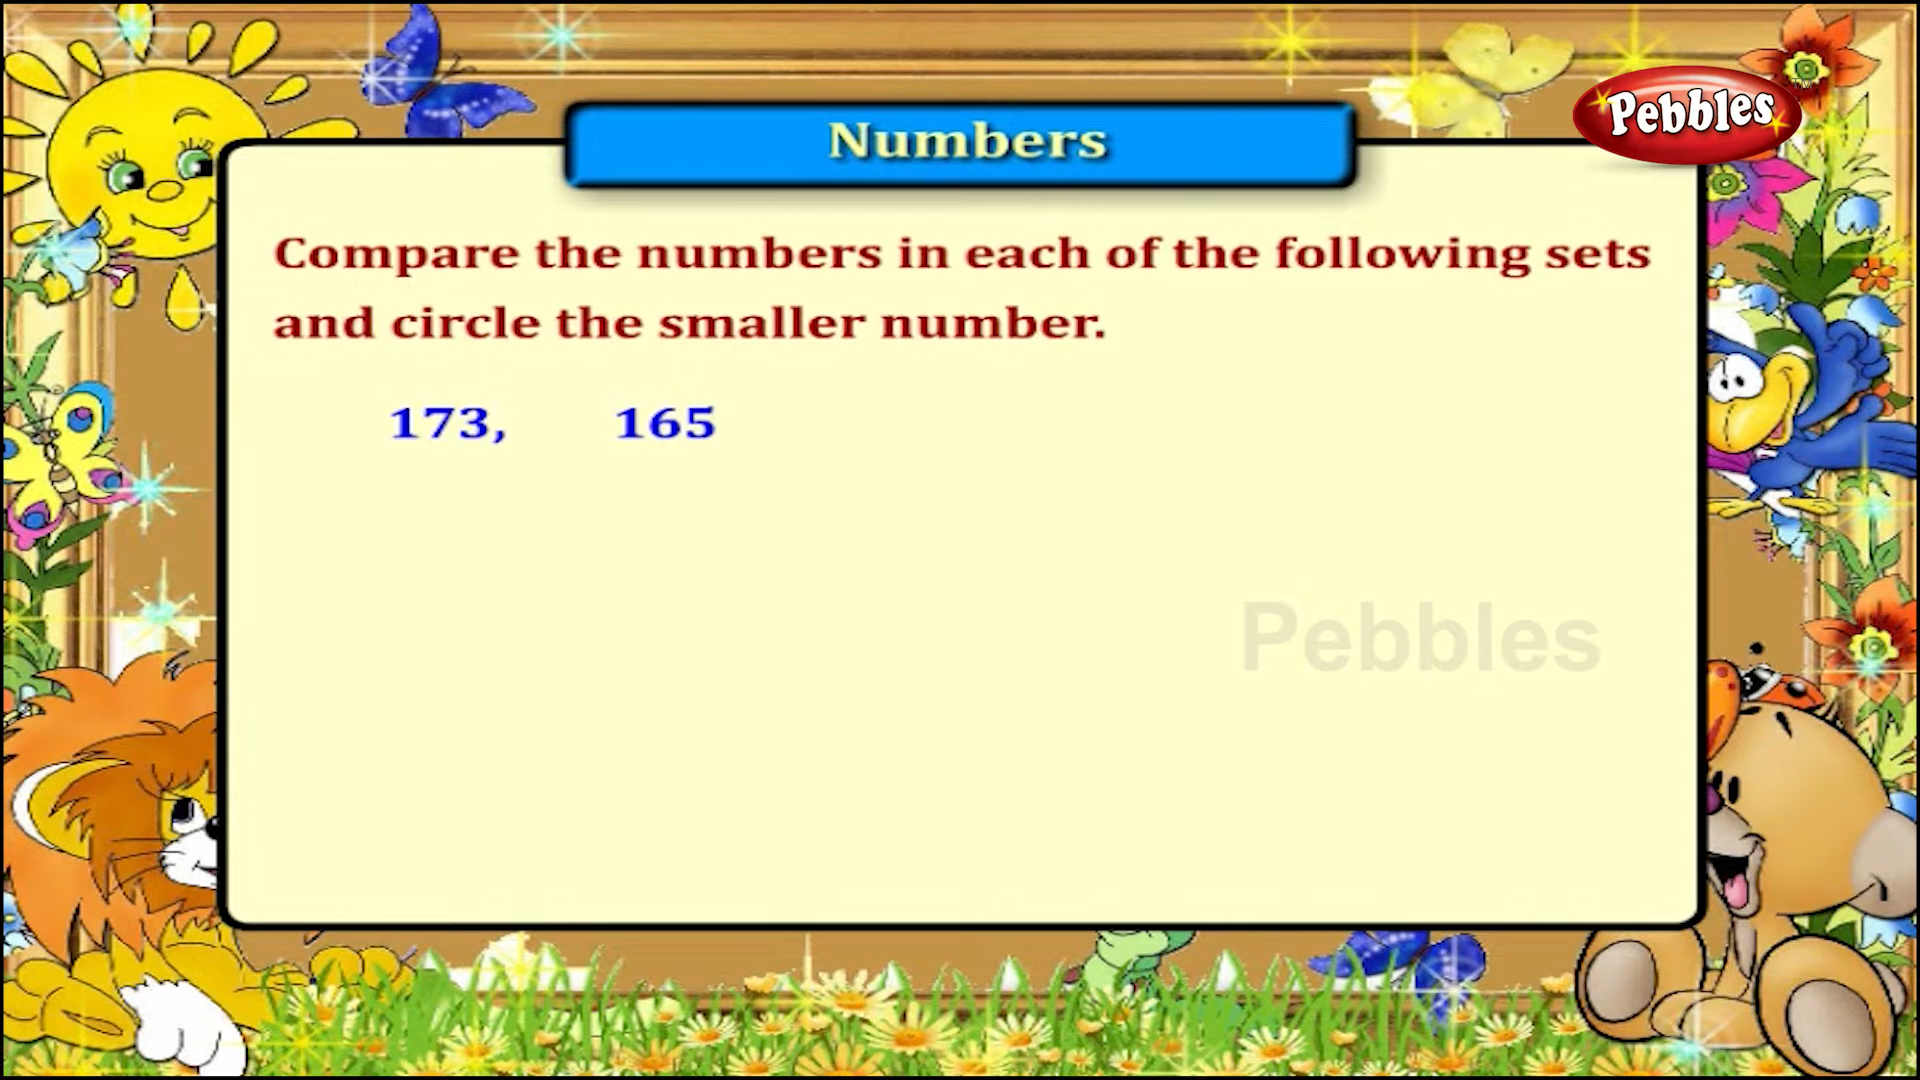 Numbers
Pebbles
Compare the numbers in each of the following sets
and circle the smaller number.
173, 165
Pebbles